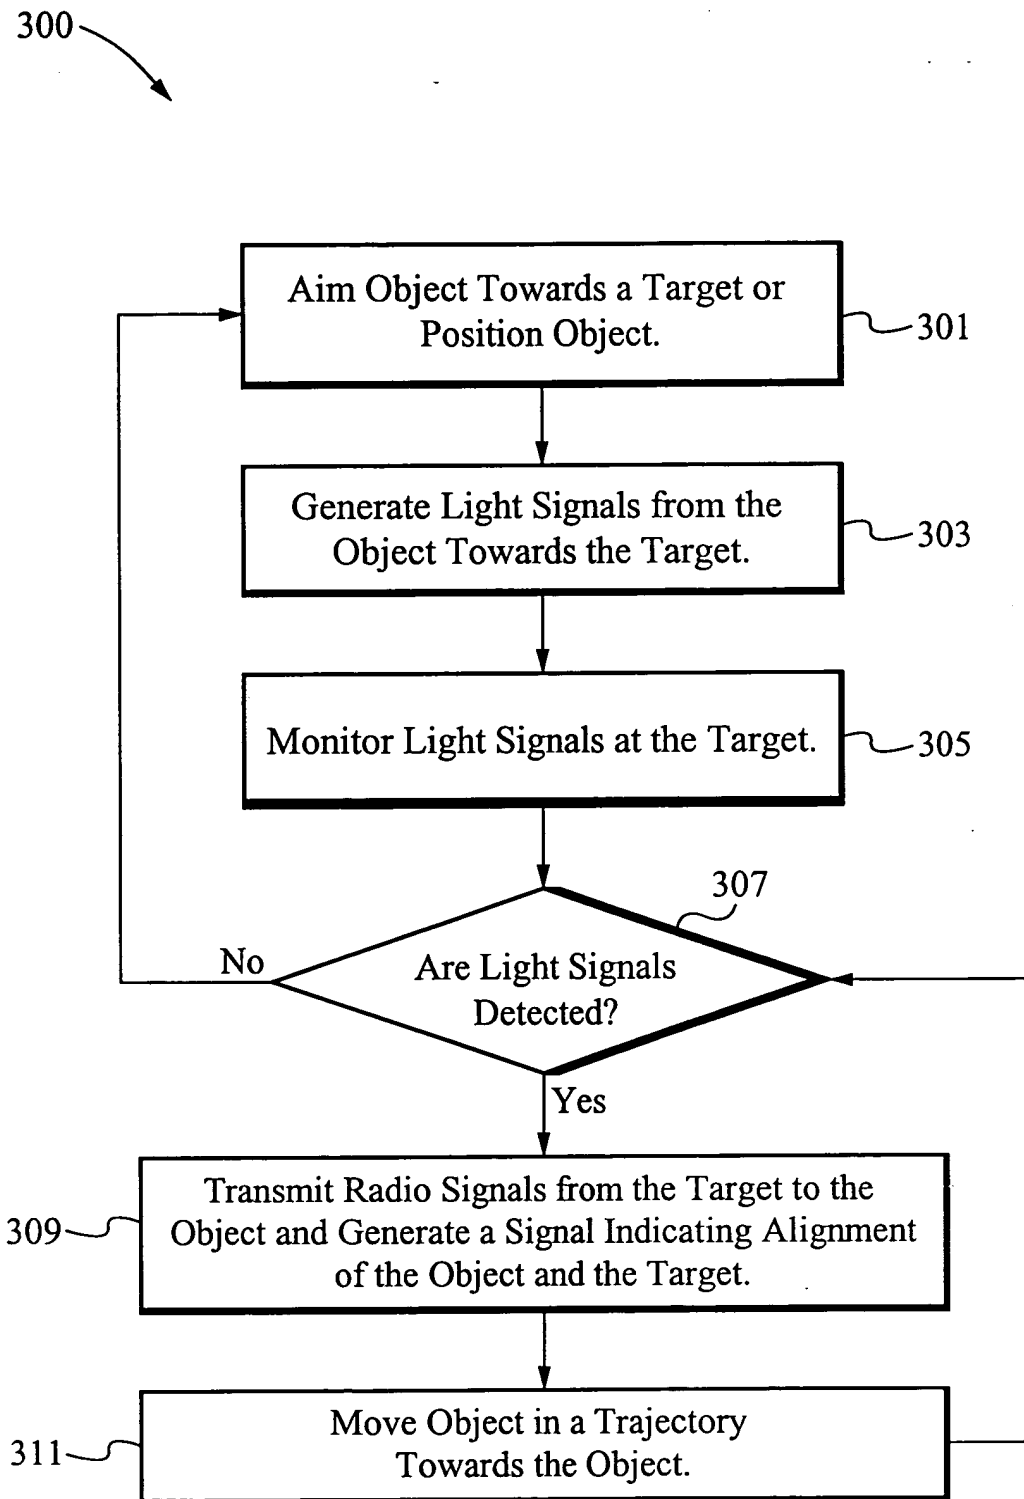 300
Aim Object Towards a Target or
Position Object.
301
Generate Light Signals from the
Object Towards the Target.
303
Monitor Light Signals at the Target.
305
307
Are Light Signals
Detected?
No
Yes
Transmit Radio Signals from the Target to the
Object and Generate a Signal Indicating Alignment
of the Object and the Target.
309
Move Object in a Trajectory
Towards the Object.
311